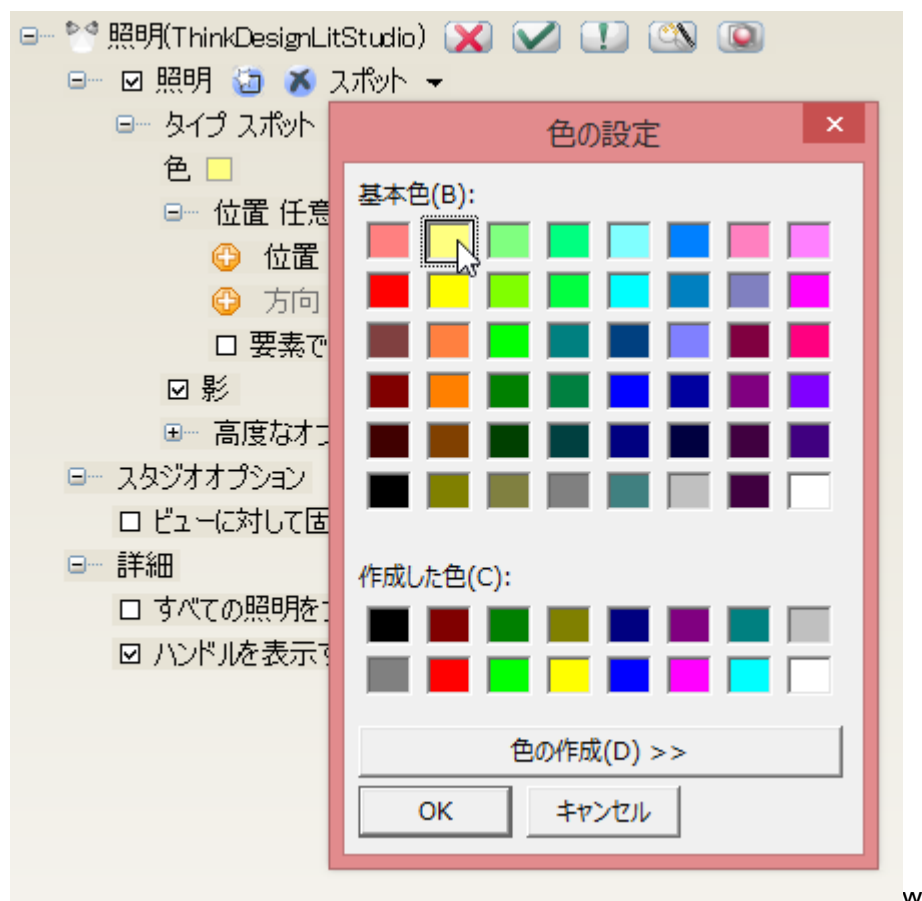 照明(ThinkDesignLitStudio)
照明 スポット
タイプ スポット
色の設定
色
基本色(B):
位置 任意
位置
方向
要素で
影
高度なオプ
スタジオオプション
ビューに対して固
詳細
作成した色(C):
すべての照明を
ハンドルを表示す
色の作成(D) >>
OK キャンセル
w